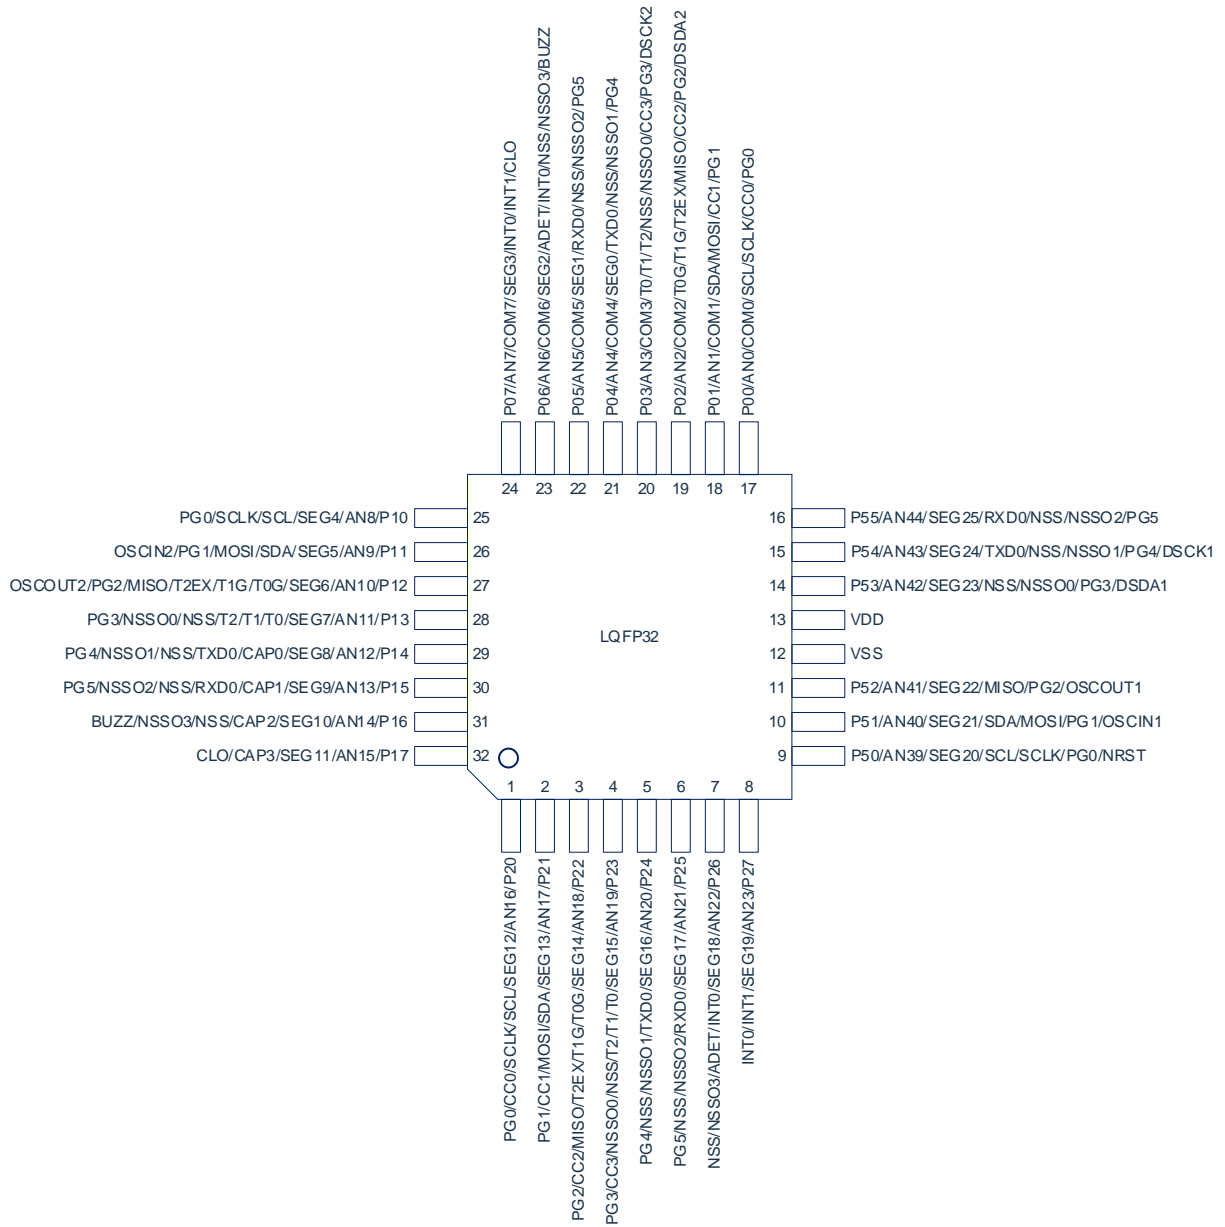 P07/AN7/COM7/SEG3/INT0/INT1/CLO
P06/AN6/COM6/SEG2/ADET/INT0/NSS/NSSO3/BUZZ
P05/AN5/COM5/SEG1/RXD0/NSS/NSSO2/PG5
P04/AN4/COM4/SEG0/TXD0/NSS/NSSO1/PG4
P03/AN3/COM3/T0/T1/T2/NSS/NSSO0/CC3/PG3/DSCK2
P02/AN2/COM2/T0G/T1G/T2EX/MISO/CC2/PG2/DSDA2
P01/AN1/COM1/SDA/MOSI/CC1/PG1
P00/AN0/COM0/SCL/SCLK/CC0/PG0
24 23 22 21 20 19 18 17
PG0/SCLK/SCL/SEG4/AN8/P10 25
OSCIN2/PG1/MOSI/SDA/SEG5/AN9/P11 26
OSCOUT2/PG2/MISO/T2EX/T1G/T0G/SEG6/AN10/P12 27
PG3/NSSO0/NSS/T2/T1/T0/SEG7/AN11/P13 28
PG4/NSSO1/NSS/TXD0/CAP0/SEG8/AN12/P14 29
PG5/NSSO2/NSS/RXD0/CAP1/SEG9/AN13/P15 30
BUZZ/NSSO3/NSS/CAP2/SEG10/AN14/P16 31
CLO/CAP3/SEG11/AN15/P17 32
LQFP32
16 P55/AN44/SEG25/RXD0/NSS/NSSO2/PG5
15 P54/AN43/SEG24/TXD0/NSS/NSSO1/PG4/DSCK1
14 P53/AN42/SEG23/NSS/NSSO0/PG3/DSDA1
13 VDD
12 VSS
11 P52/AN41/SEG22/MISO/PG2/OSCOUT1
10 P51/AN40/SEG21/SDA/MOSI/PG1/OSCIN1
9 P50/AN39/SEG20/SCL/SCLK/PG0/NRST
1 2 3 4 5 6 7 8
PG0/CC0/SCLK/SCL/SEG12/AN16/P20
PG1/CC1/MOSI/SDA/SEG13/AN17/P21
PG2/CC2/MISO/T2EX/T1G/T0G/SEG14/AN18/P22
PG3/CC3/NSSO0/NSS/T2/T1/T0/SEG15/AN19/P23
PG4/NSS/NSSO1/TXD0/SEG16/AN20/P24
PG5/NSS/NSSO2/RXD0/SEG17/AN21/P25
NSS/NSSO3/ADET/INT0/SEG18/AN22/P26
INT0/INT1/SEG19/AN23/P27